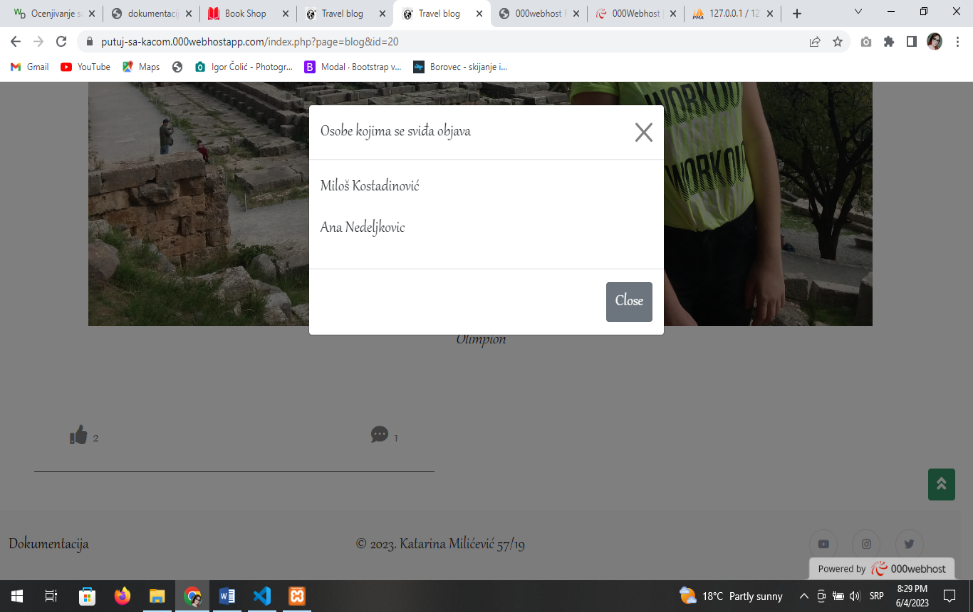 Ocenjivanje s
dokumentacij
Book Shop
Travel blog
Travel blog
000webhost
000Webhost
127.0.0.1 / 12
putuj-sa-kacom.000webhostapp.com/index.php?page=blog&id=20
Gmail
YouTube
Maps
Igor Čolić - Photogr...
Modal · Bootstrap v...
Borovec - skijanje i...
WORKOU
Osobe kojima se sviđa objava
Miloš Kostadinović
Ana Nedeljkovic
Close
Olimpion
2
1
Dokumentacija
© 2023. Katarina Milićević 57/19
Powered by 000webhost
18°C Partly sunny
SRP
8:29 PM
6/4/2023